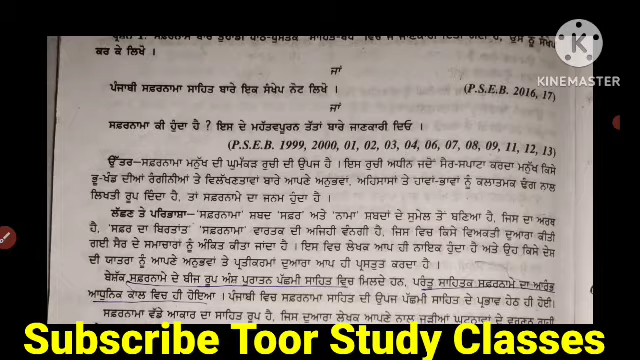 ਕਰ ਕੇ ਲਿਖੋ ।
ਜਾਂ
ਪੰਜਾਬੀ ਸਫ਼ਰਨਾਮਾ ਸਾਹਿਤ ਬਾਰੇ ਇਕ ਸੰਖੇਪ ਨੋਟ ਲਿਖੋ । (P.S.E.B. 2016, 17)
ਜਾਂ
ਸਫ਼ਰਨਾਮਾ ਕੀ ਹੁੰਦਾ ਹੈ ? ਇਸ ਦੇ ਮਹੱਤਵਪੂਰਨ ਤੱਤਾਂ ਬਾਰੇ ਜਾਣਕਾਰੀ ਦਿਓ ।
(P.S.E.B. 1999, 2000, 01, 02, 03, 04, 06, 07, 08, 09, 11, 12, 13)
ਉੱਤਰ—ਸਫ਼ਰਨਾਮਾ ਮਨੁੱਖ ਦੀ ਘੁਮੱਕੜ ਰੁਚੀ ਦੀ ਉਪਜ ਹੈ । ਇਸ ਰੁਚੀ ਅਧੀਨ ਜਦੋਂ ਸੈਰ-ਸਪਾਟਾ ਕਰਦਾ ਮਨੁੱਖ ਕਿਸੇ
ਭੂ-ਖੰਡ ਦੀਆਂ ਰੰਗੀਨੀਆਂ ਤੇ ਵਿਲੱਖਣਤਾਵਾਂ ਬਾਰੇ ਆਪਣੇ ਅਨੁਭਵਾਂ, ਅਹਿਸਾਸਾਂ ਤੇ ਹਾਵਾਂ-ਭਾਵਾਂ ਨੂੰ ਕਲਾਤਮਕ ਢੰਗ ਨਾਲ
ਲਿਖਤੀ ਰੂਪ ਦਿੰਦਾ ਹੈ, ਤਾਂ ਸਫ਼ਰਨਾਮੇ ਦਾ ਜਨਮ ਹੁੰਦਾ ਹੈ ।
ਲੱਛਣ ਤੇ ਪਰਿਭਾਸ਼ਾ—'ਸਫ਼ਰਨਾਮਾ' ਸ਼ਬਦ 'ਸਫ਼ਰ' ਅਤੇ 'ਨਾਮਾ' ਸ਼ਬਦਾਂ ਦੇ ਸੁਮੇਲ ਤੋਂ ਬਣਿਆ ਹੈ, ਜਿਸ ਦਾ ਅਰਥ
ਹੈ, 'ਸਫ਼ਰ ਦਾ ਬਿਰਤਾਂਤ' 'ਸਫ਼ਰਨਾਮਾ' ਵਾਰਤਕ ਦੀ ਅਜਿਹੀ ਵੰਨਗੀ ਹੈ, ਜਿਸ ਵਿਚ ਕਿਸੇ ਵਿਅਕਤੀ ਦੁਆਰਾ ਕੀਤੀ
ਗਈ ਸੈਰ ਦੇ ਸਮਾਚਾਰਾਂ ਨੂੰ ਅੰਕਿਤ ਕੀਤਾ ਜਾਂਦਾ ਹੈ । ਇਸ ਵਿਚ ਲੇਖਕ ਆਪ ਹੀ ਨਾਇਕ ਹੁੰਦਾ ਹੈ ਅਤੇ ਉਹ ਕਿਸੇ ਦੇਸ਼
ਦੀ ਯਾਤਰਾ ਨੂੰ ਆਪਣੇ ਅਨੁਭਵ ਤੇ ਪ੍ਰਤੀਕਰਮਾਂ ਦੁਆਰਾ ਆਪ ਹੀ ਪ੍ਰਸਤੁਤ ਕਰਦਾ ਹੈ ।
ਬੇਸ਼ੱਕ ਸਫ਼ਰਨਾਮੇ ਦੇ ਬੀਜ ਰੂਪ ਅੰਸ਼ ਪੁਰਾਤਨ ਪੱਛਮੀ ਸਾਹਿਤ ਵਿਚ ਮਿਲਦੇ ਹਨ, ਪਰੰਤੂ ਸਾਹਿਤਕ ਸਫ਼ਰਨਾਮੇ ਦਾ ਆਰੰਭ
ਆਧੁਨਿਕ ਕਾਲ ਵਿਚ ਹੀ ਹੋਇਆ । ਪੰਜਾਬੀ ਵਿਚ ਸਫ਼ਰਨਾਮਾ ਸਾਹਿਤ ਦੀ ਉਪਜ ਪੱਛਮੀ ਸਾਹਿਤ ਦੇ ਪ੍ਰਭਾਵ ਹੇਠ ਹੀ ਹੋਈ।
ਸਫ਼ਰਨਾਮਾ ਵੱਡੇ ਆਕਾਰ ਦਾ ਸਾਹਿਤ ਰੂਪ ਹੈ, ਜਿਸ ਦੁਆਰਾ ਲੇਖਕ ਆਪਣੇ ਨਾਲ ਜੁੜੀਆਂ ਘਟਨਾਵਾਂ ਦੇ ਵਰਣਨ ਰਾਹੀਂ
KINEMASTER
Subscribe Toor Study Classes